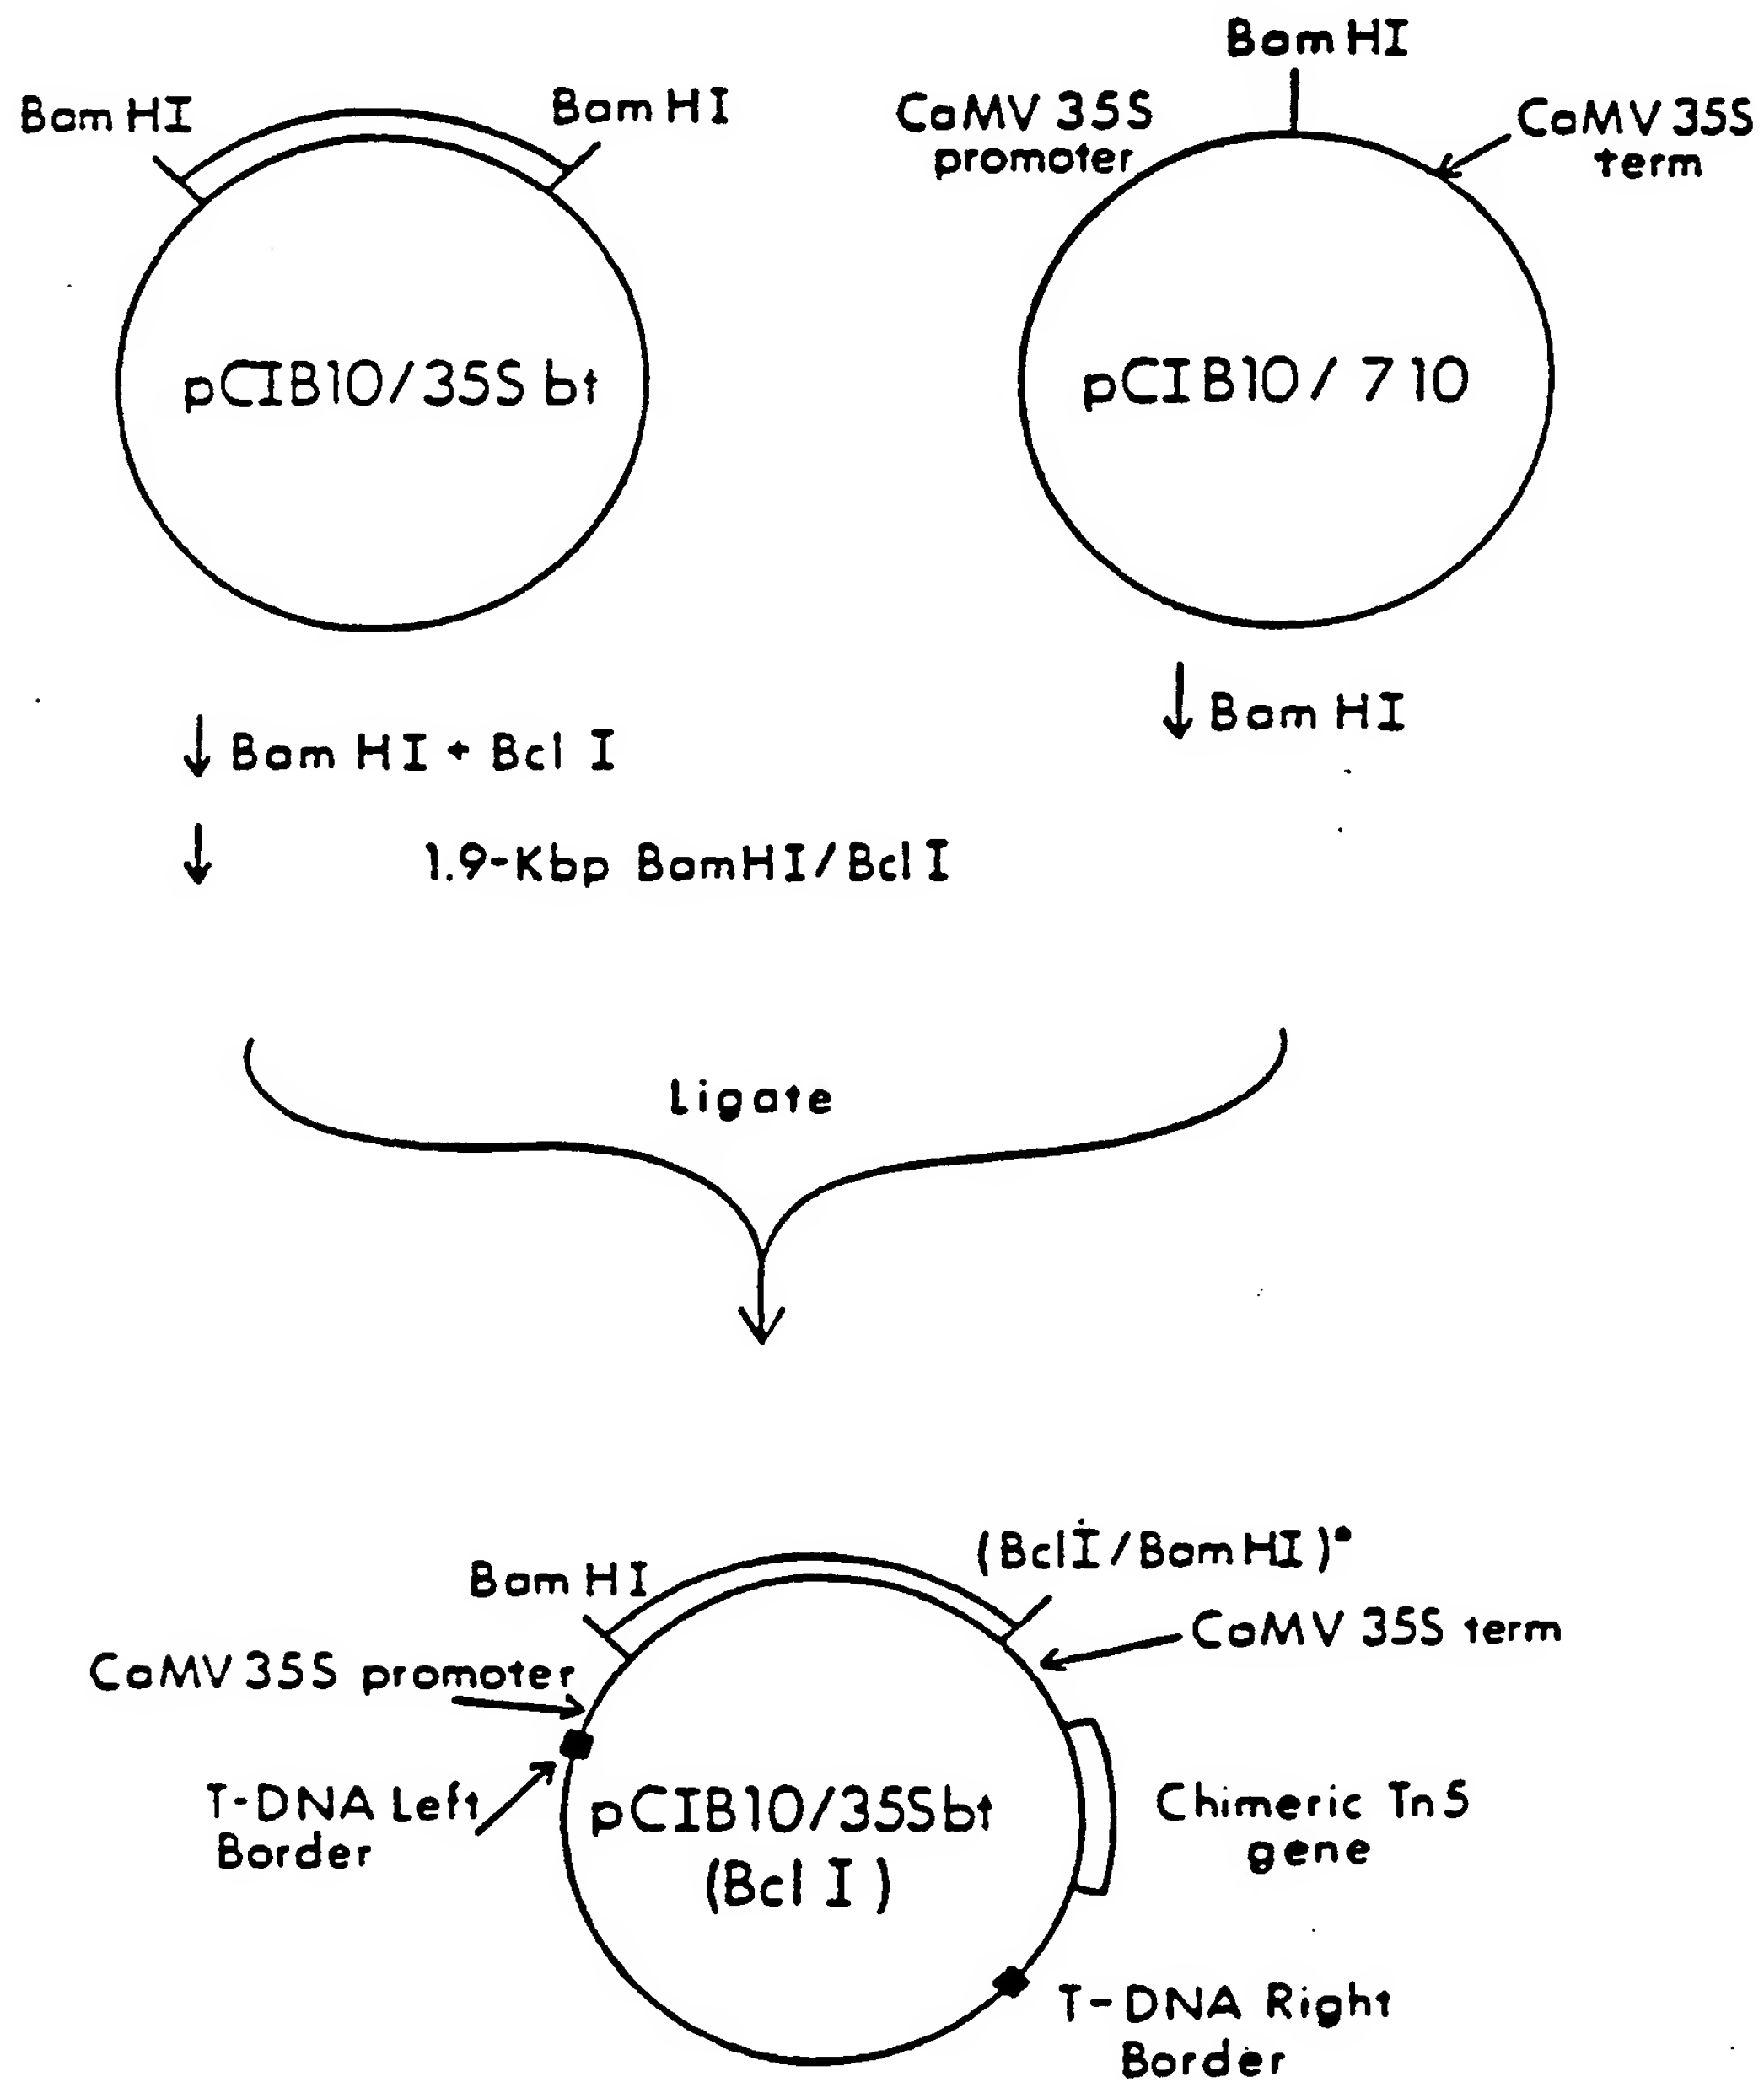 Bam HI
Bam HI
pCIB10/35S bt
Bam HI
CaMV 35S
promoter
CaMV 35S
term
pCIB10/710
Bam HI + Bcl I
1.9-Kbp BamHI/Bcl I
Bam HI
Ligate
Bam HI
(BclI/BamHI)•
CaMV 35S promoter
CaMV 35S term
T-DNA Left
Border
pCIB10/35Sbt
(Bcl I)
Chimeric Tn5
gene
T-DNA Right
Border